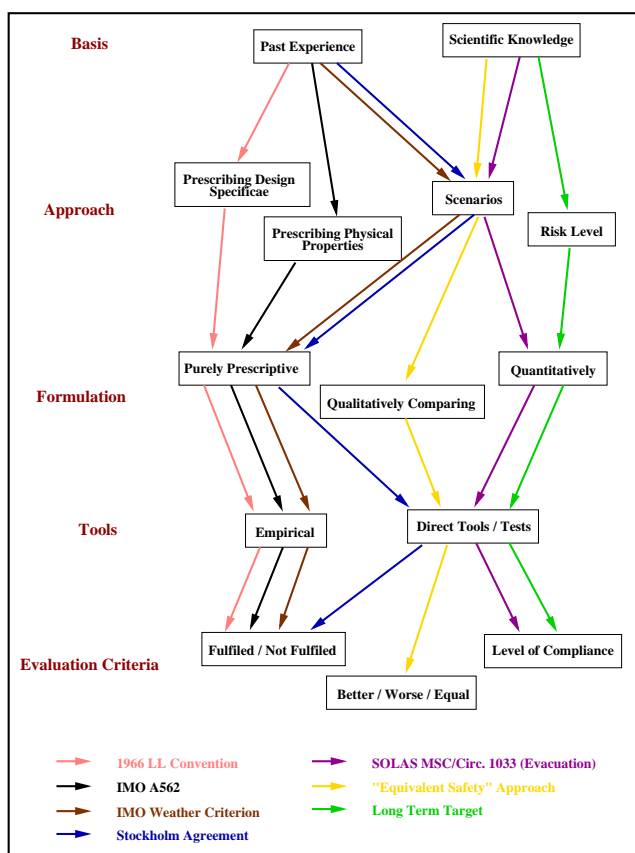 Basis
Past Experience
Scientific Knowledge
Prescribing Design
Specificae
Approach
Scenarios
Prescribing Physical
Properties
Risk Level
Purely Prescriptive
Quantitatively
Formulation
Qualitatively Comparing
Tools
Empirical
Direct Tools / Tests
Fulfiled / Not Fulfiled
Level of Compliance
Evaluation Criteria
Better / Worse / Equal
1966 LL Convention
IMO A562
IMO Weather Criterion
Stockholm Agreement
SOLAS MSC/Circ. 1033 (Evacuation)
"Equivalent Safety" Approach
Long Term Target